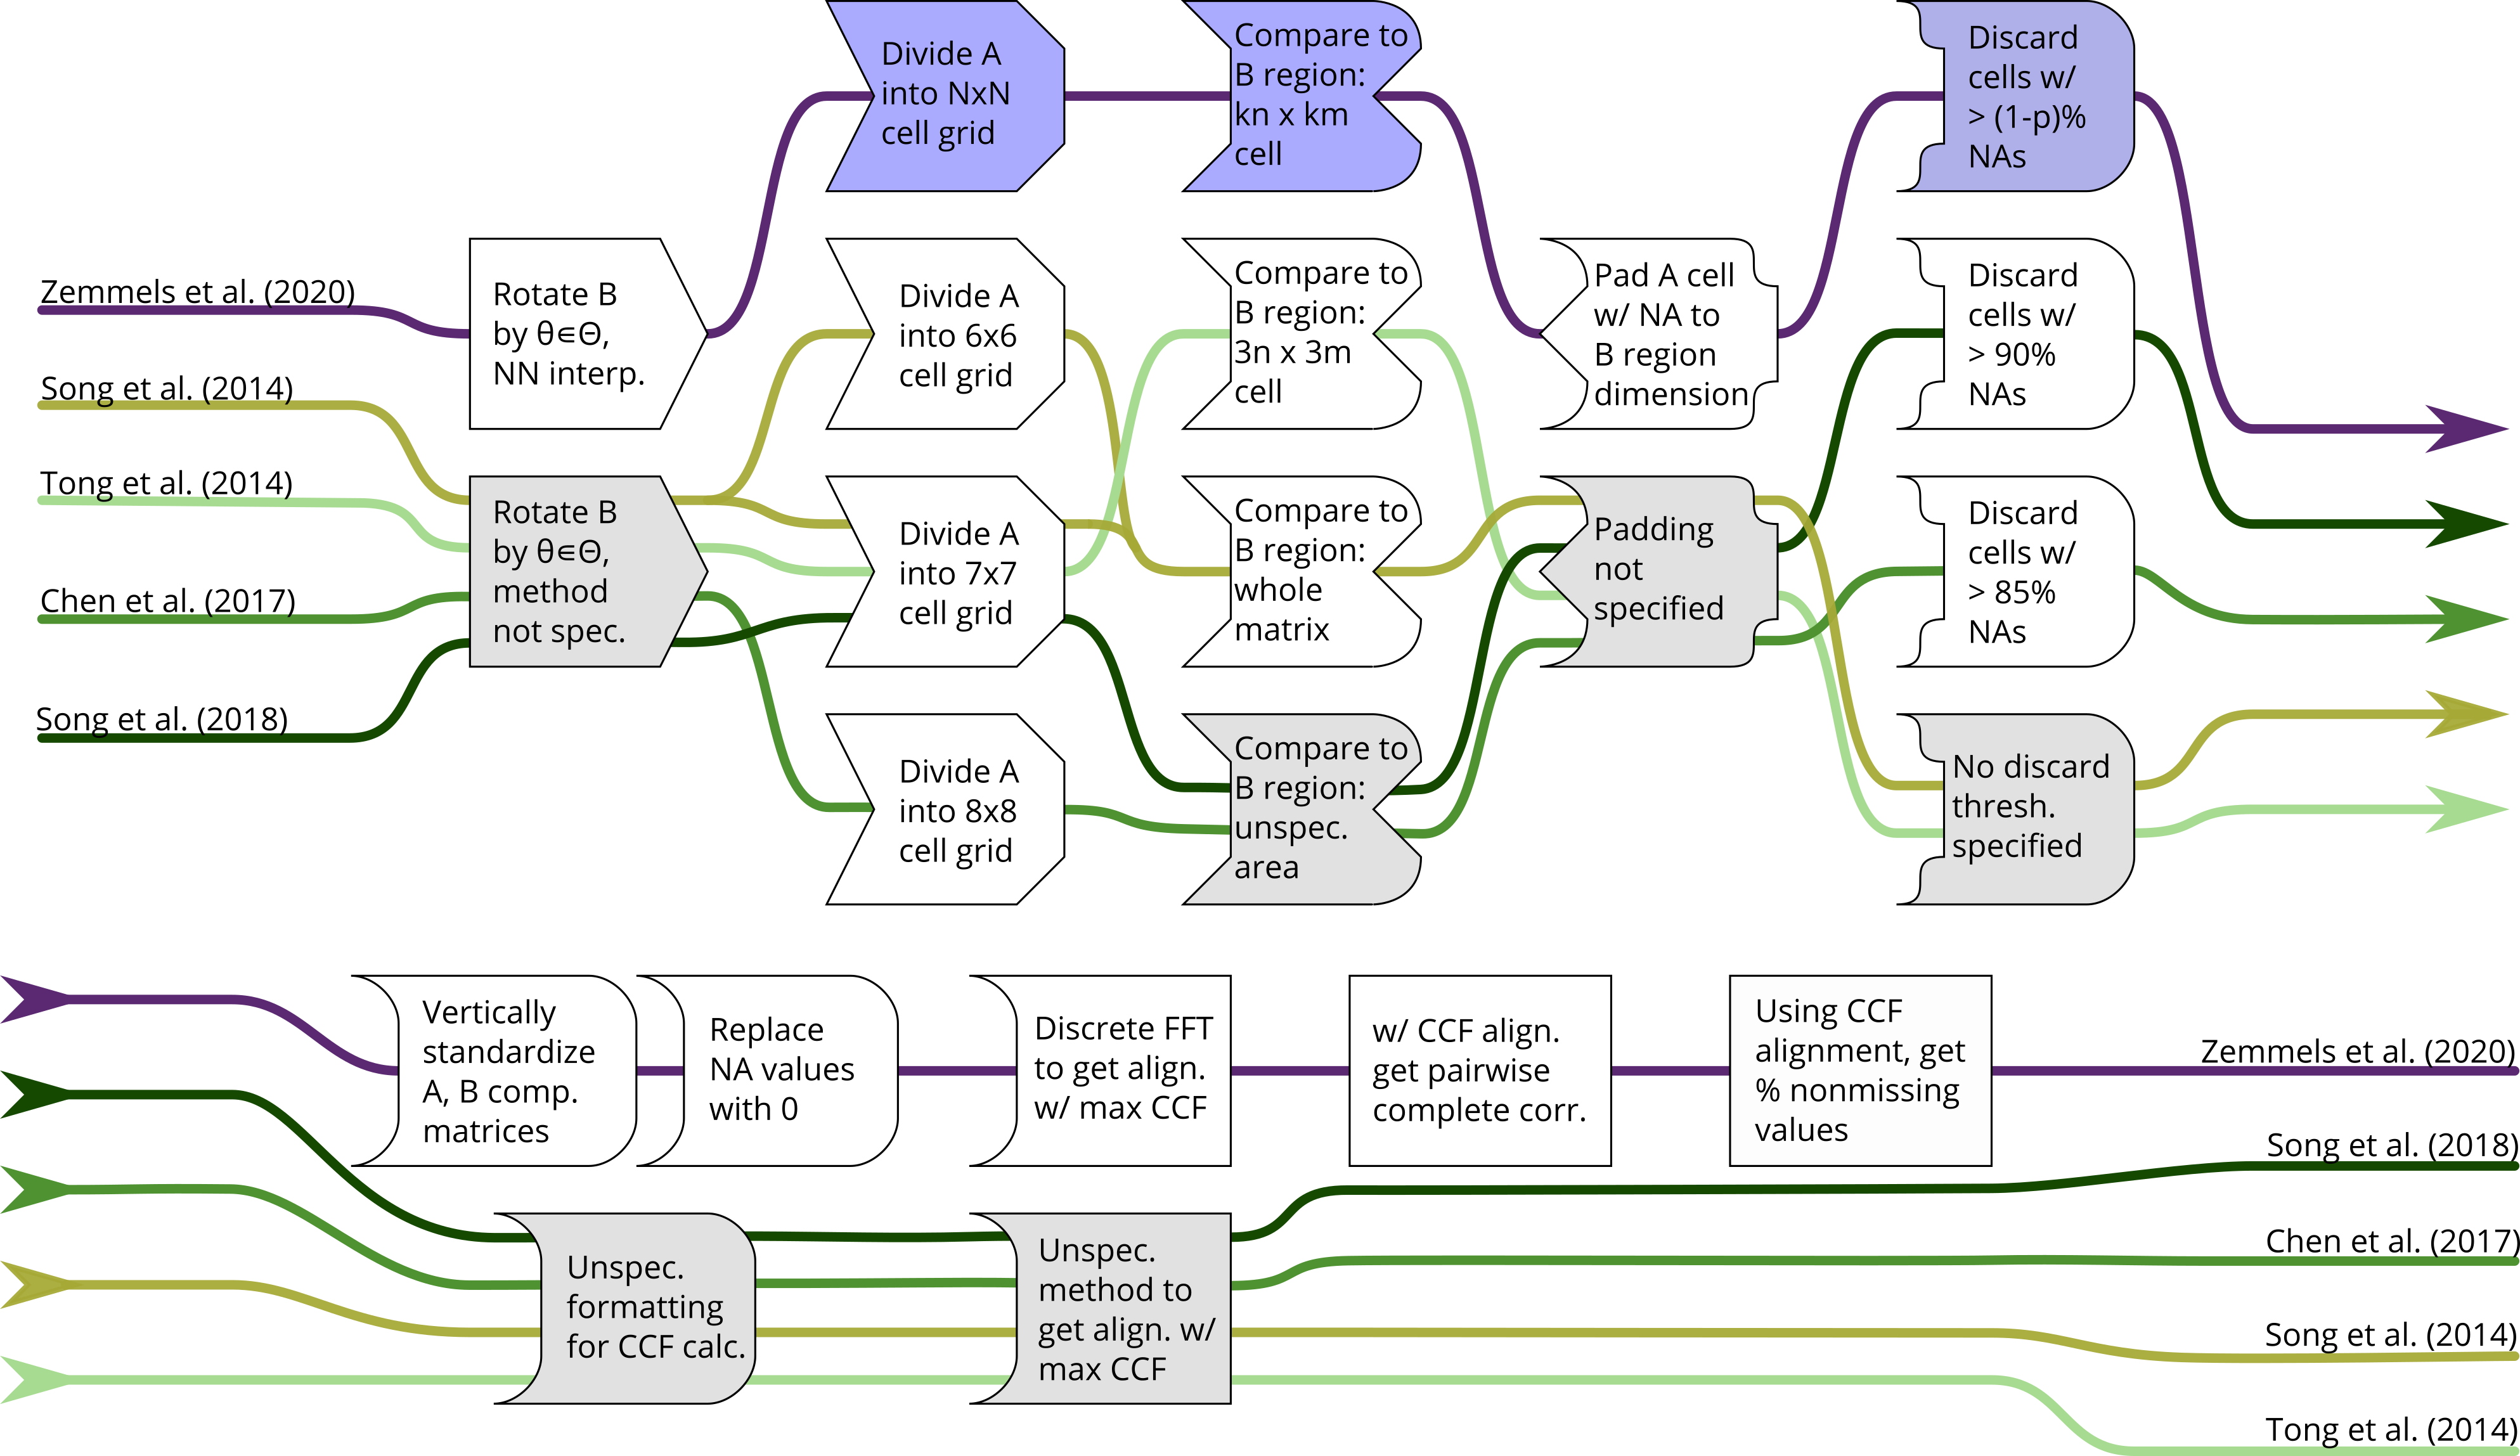 Divide A
into NxN
cell grid
Compare to
B region:
kn x km
cell
Discard
cells w/
> (1-p)%
NAs
Zemmels et al. (2020)
Song et al. (2014)
Tong et al. (2014)
Chen et al. (2017)
Song et al. (2018)
Rotate B
by θ∈Θ,
NN interp.
Rotate B
by θ∈Θ,
method
not spec.
Divide A
into 6x6
cell grid
Divide A
into 7x7
cell grid
Divide A
into 8x8
cell grid
Compare to
B region:
3n x 3m
cell
Compare to
B region:
whole
matrix
Compare to
B region:
unspec.
area
Pad A cell
w/ NA to
B region
dimension
Padding
not
specified
Discard
cells w/
> 90%
NAs
Discard
cells w/
> 85%
NAs
No discard
thresh.
specified
Vertically
standardize
A, B comp.
matrices
Replace
NA values
with 0
Discrete FFT
to get align.
w/ max CCF
w/ CCF align.
get pairwise
complete corr.
Using CCF
alignment, get
% nonmissing
values
Unspec.
formatting
for CCF calc.
Unspec.
method to
get align. w/
max CCF
Zemmels et al. (2020)
Song et al. (2018)
Chen et al. (2017)
Song et al. (2014)
Tong et al. (2014)